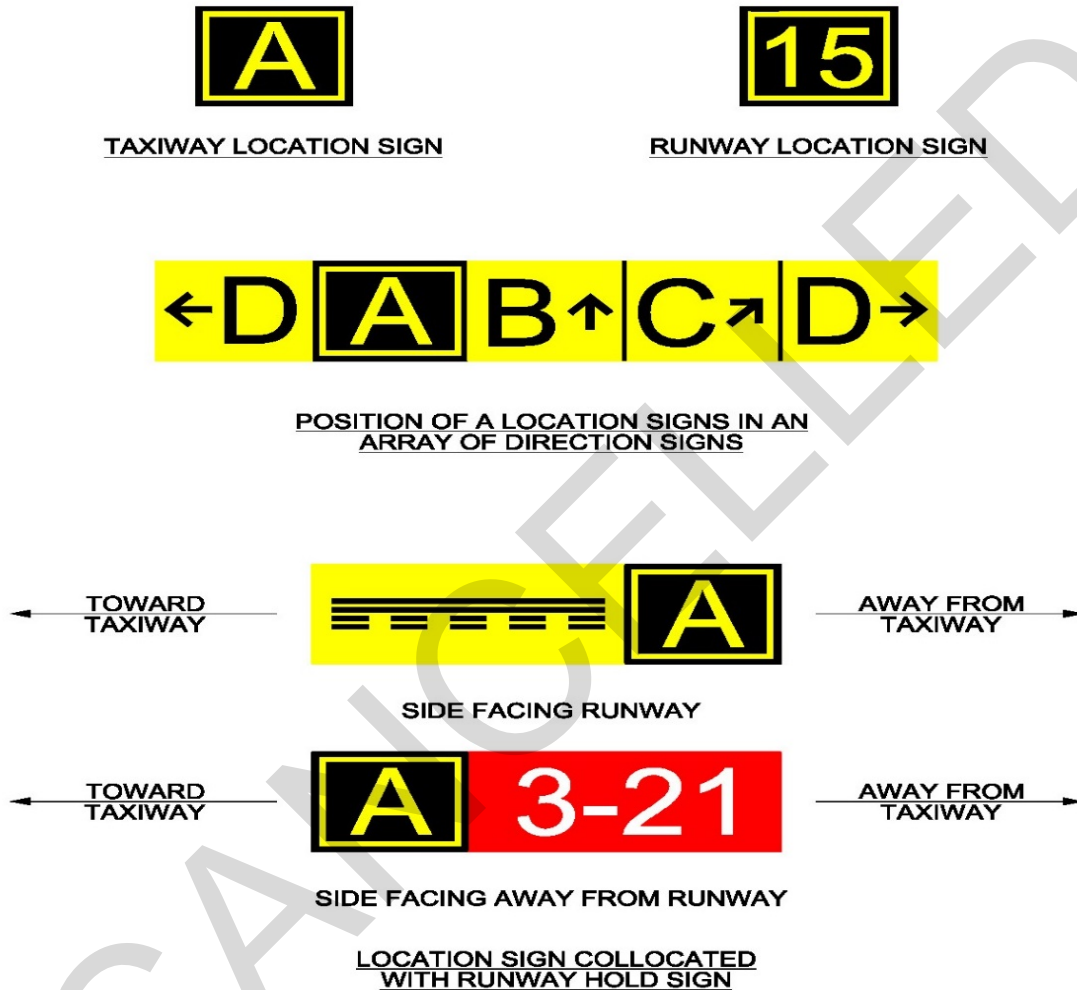 A
15
TAXIWAY LOCATION SIGN
RUNWAY LOCATION SIGN
←D A B↑ C↗ D→
POSITION OF A LOCATION SIGNS IN AN
ARRAY OF DIRECTION SIGNS
TOWARD
TAXIWAY
A
AWAY FROM
TAXIWAY
SIDE FACING RUNWAY
TOWARD
TAXIWAY
A 3-21
AWAY FROM
TAXIWAY
SIDE FACING AWAY FROM RUNWAY
LOCATION SIGN COLLOCATED
WITH RUNWAY HOLD SIGN
CANCELLED